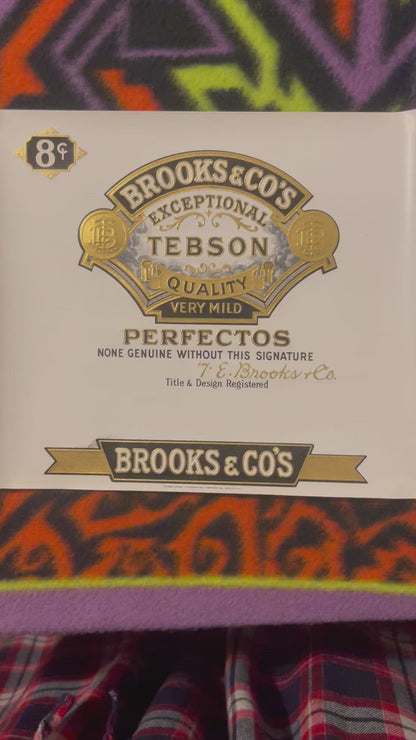 8¢
BROOKS & CO'S
EXCEPTIONAL
TEBSON
QUALITY
VERY MILD
PERFECTOS
NONE GENUINE WITHOUT THIS SIGNATURE
T. E. Brooks & Co.
Title & Design Registered
BROOKS & CO'S